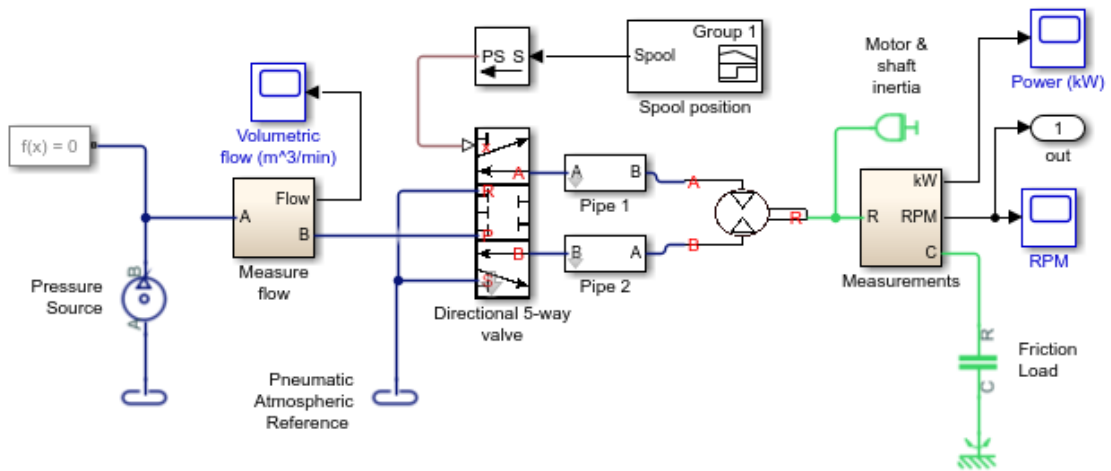 Group 1
Motor &
shaft
inertia
PS S
Spool
Power (kW)
Spool position
f(x) = 0
Volumetric
flow (m^3/min)
x
1
out
A
A
B
A
Pipe 1
Flow
R
kW
A
B
P
R
R
RPM
Measure
flow
B
B
A
B
C
RPM
Pipe 2
Measurements
B
Pressure
Source
S
A
Directional 5-way
valve
R
Friction
Load
C
Pneumatic
Atmospheric
Reference